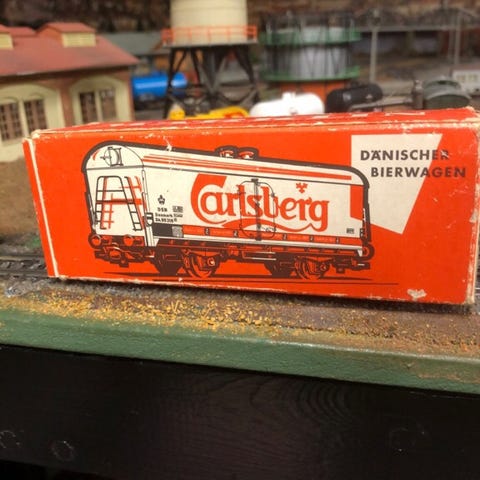 DÄNISCHER
BIERWAGEN
Carlsberg
DSB